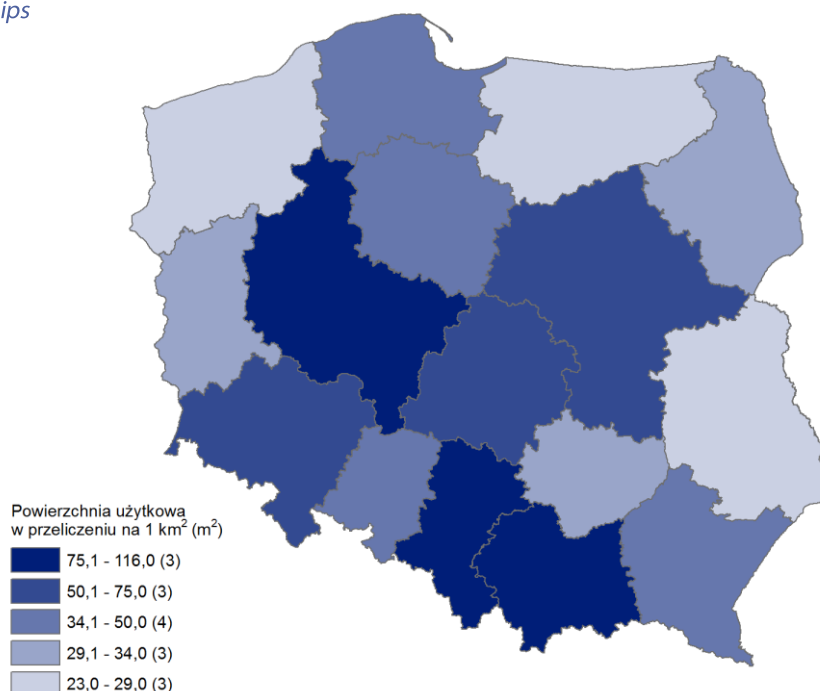 ips
Powierzchnia użytkowa
w przeliczeniu na 1 km² (m²)
75,1 - 116,0 (3)
50,1 - 75,0 (3)
34,1 - 50,0 (4)
29,1 - 34,0 (3)
23,0 - 29,0 (3)